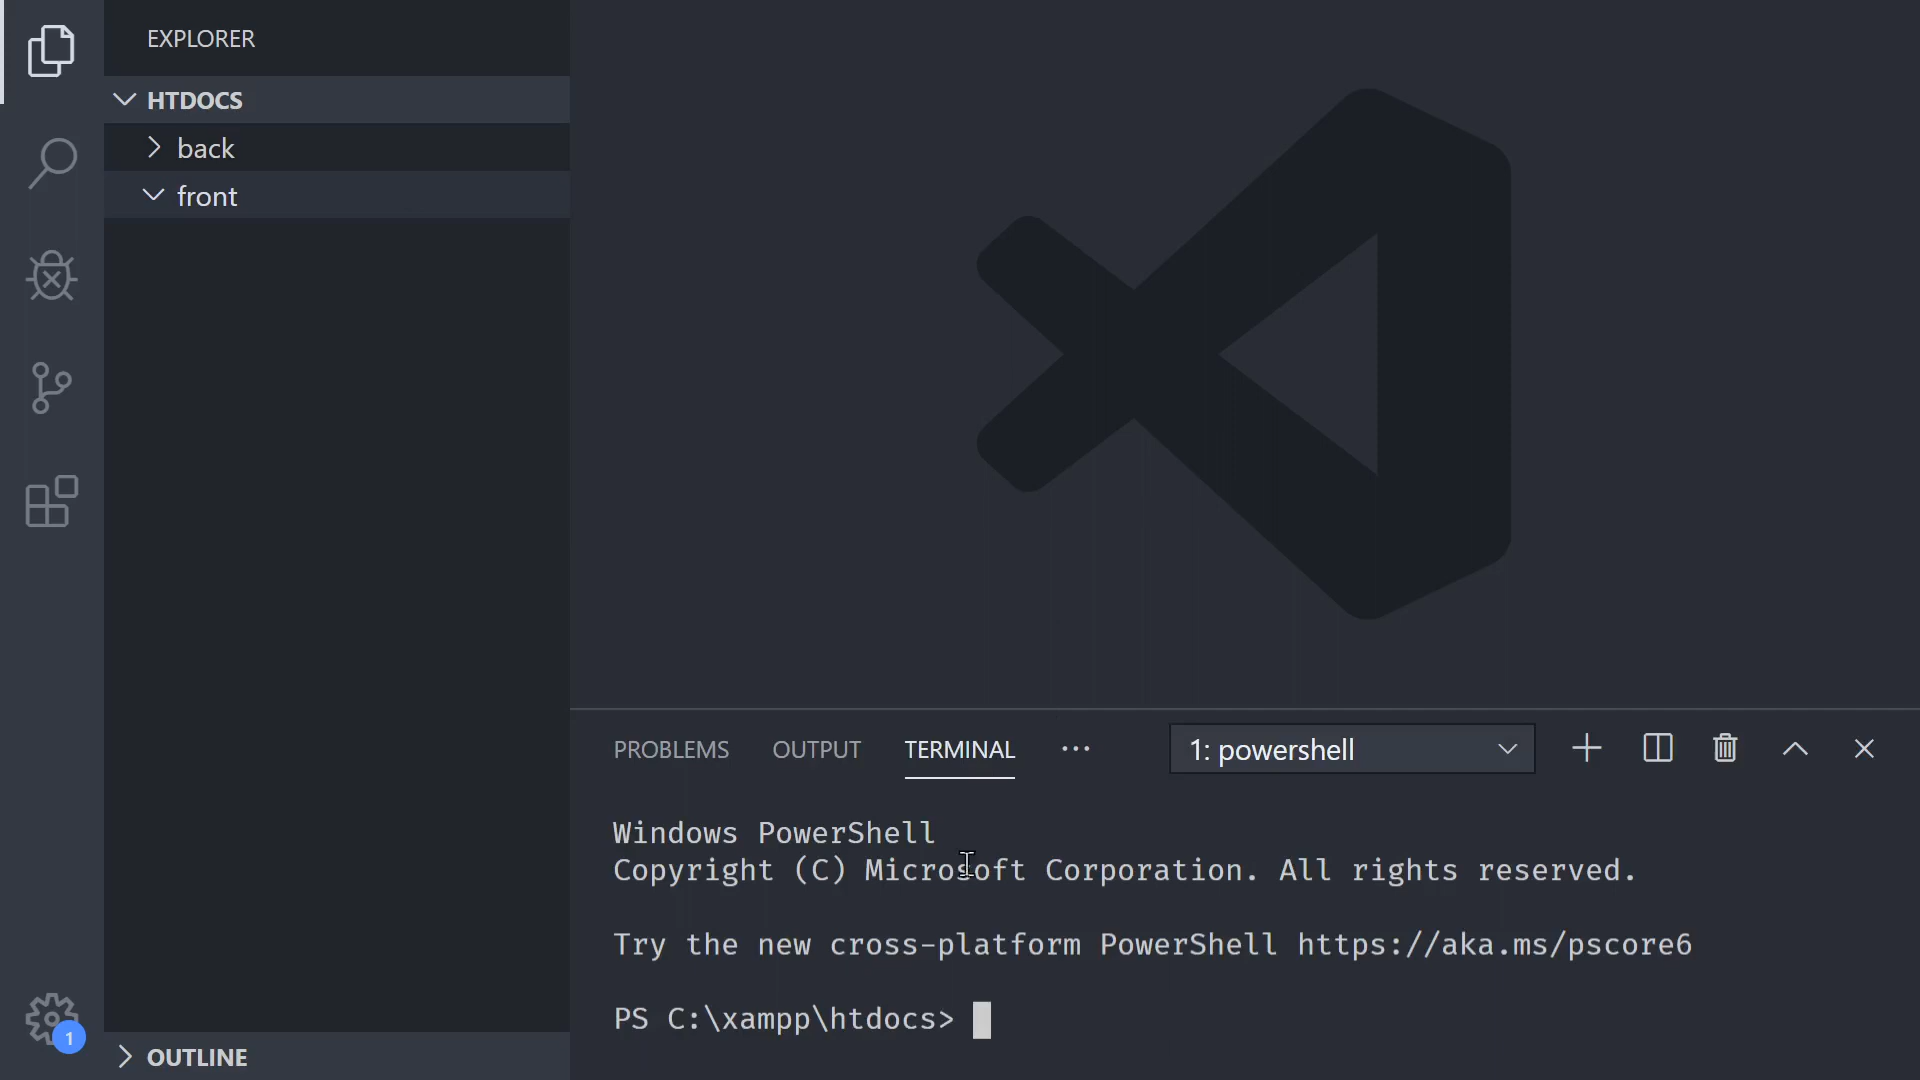 EXPLORER
HTDOCS
back
front
OUTLINE
1
PROBLEMS OUTPUT TERMINAL ··· 1: powershell
Windows PowerShell
Copyright (C) Microsoft Corporation. All rights reserved.
Try the new cross-platform PowerShell https://aka.ms/pscore6
PS C:\xampp\htdocs>